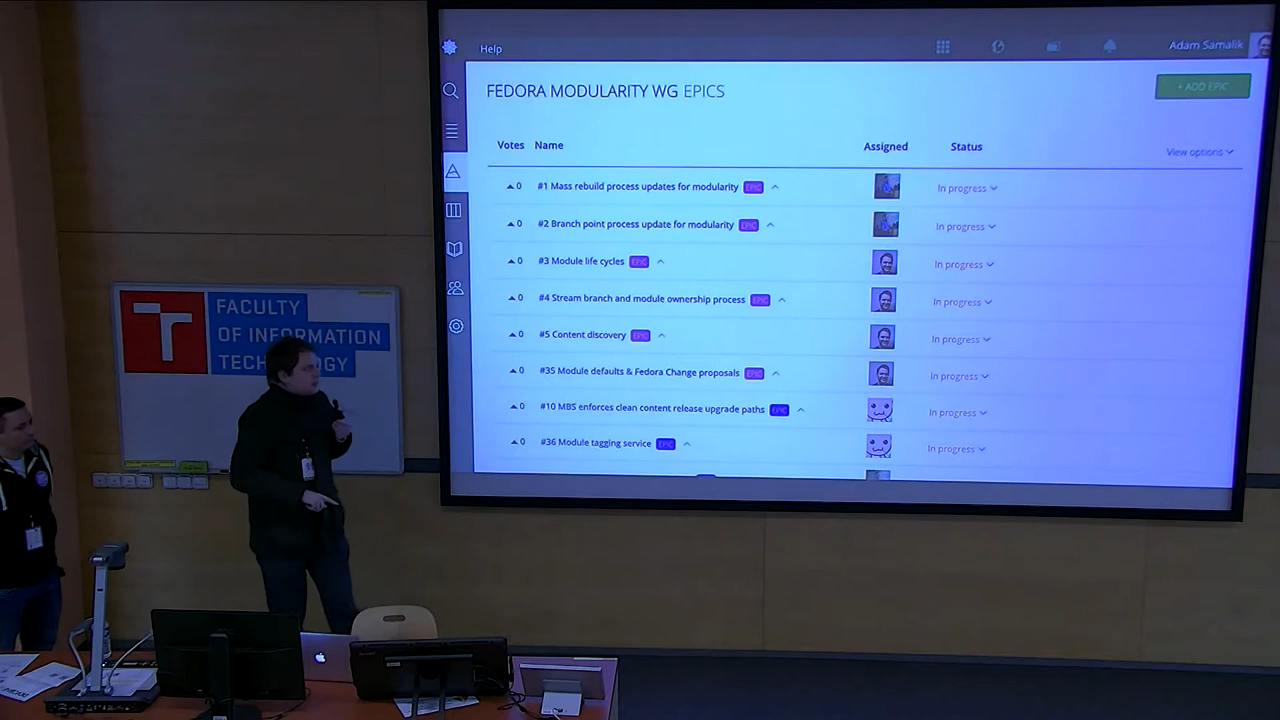 Help
Adam Samalik
FEDORA MODULARITY WG EPICS
+ ADD EPIC
Votes Name Assigned Status
View options
0 #1 Mass rebuild process updates for modularity EPIC In progress
0 #2 Branch point process update for modularity EPIC In progress
0 #3 Module life cycles EPIC In progress
0 #4 Stream branch and module ownership process EPIC In progress
0 #5 Content discovery EPIC In progress
0 #35 Module defaults & Fedora Change proposals EPIC In progress
0 #10 MBS enforces clean content release upgrade paths EPIC In progress
0 #36 Module tagging service EPIC In progress
FACULTY
OF INFORMATION